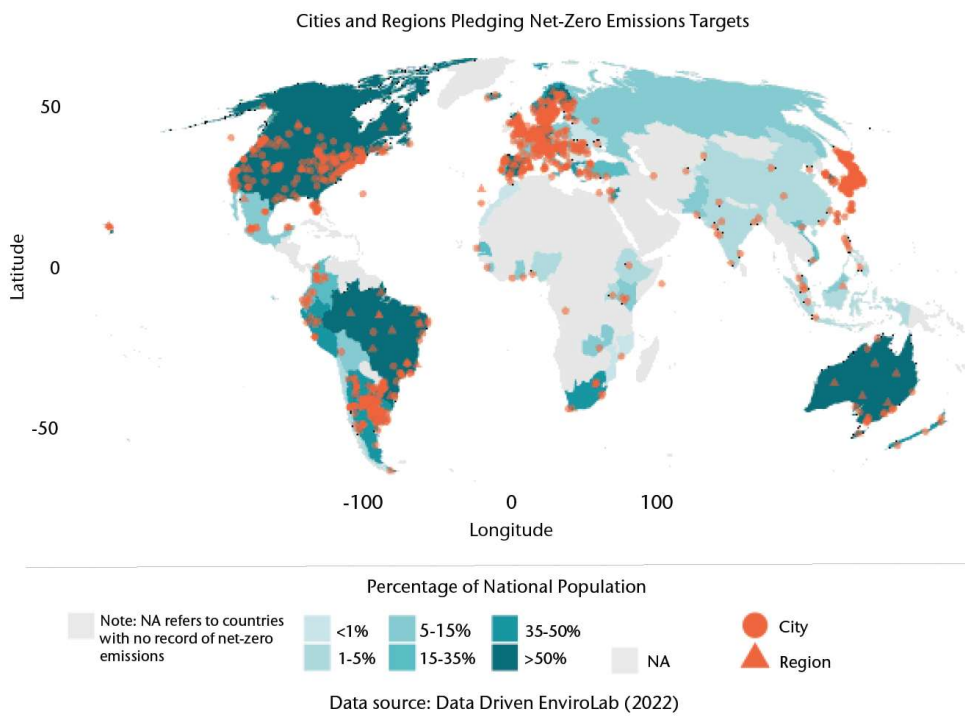 Cities and Regions Pledging Net-Zero Emissions Targets
50
0
-50
Latitude
-100 0 100
Longitude
Percentage of National Population
Note: NA refers to countries
with no record of net-zero
emissions
<1% 5-15% 35-50% City
1-5% 15-35% >50% NA Region
Data source: Data Driven EnviroLab (2022)